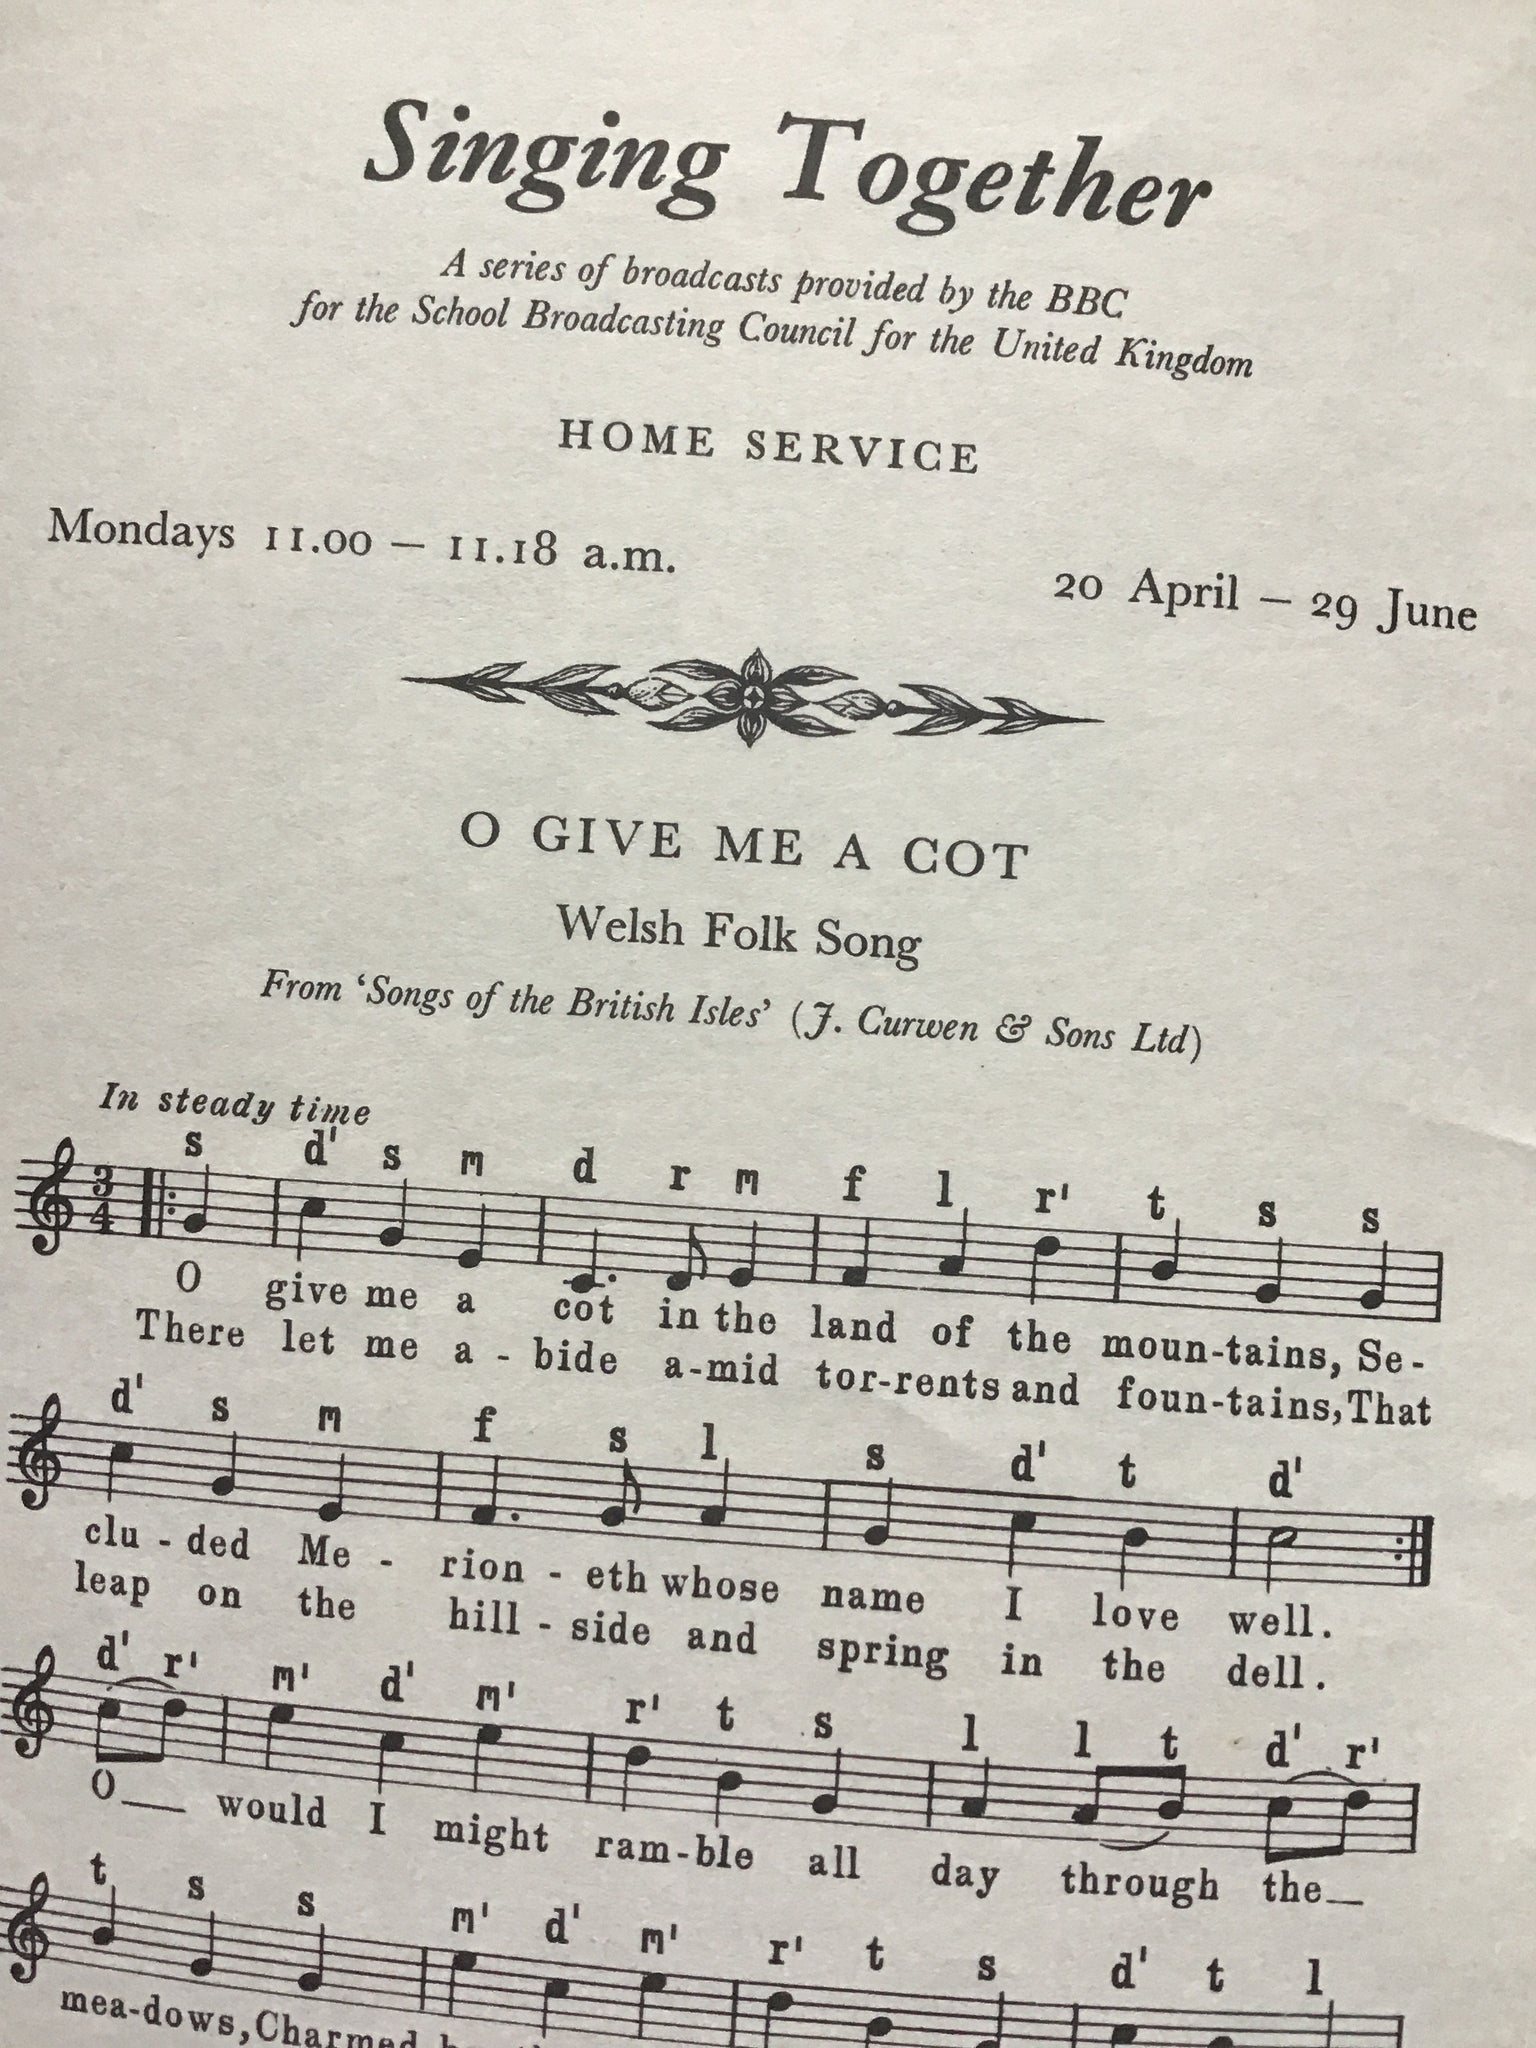 Singing Together
A series of broadcasts provided by the BBC
for the School Broadcasting Council for the United Kingdom
HOME SERVICE
Mondays 11.00 – 11.18 a.m.
20 April – 29 June
O GIVE ME A COT
Welsh Folk Song
From ‘Songs of the British Isles’ (J. Curwen & Sons Ltd)
In steady time
s d' s m d r m f l r' t s s
3
4
O give me a cot in the land of the moun-tains, Se-
There let me a - bide a-mid tor-rents and foun-tains, That
d' s m f s l s d' t d'
clu - ded Me - rion - eth whose name I love well.
leap on the hill - side and spring in the dell.
d' r' m' d' m' r' t s l l t d' r'
O__ would I might ram-ble all day through the__
t s s m' d' m' r' t s d' t l
mea-dows, Charmed